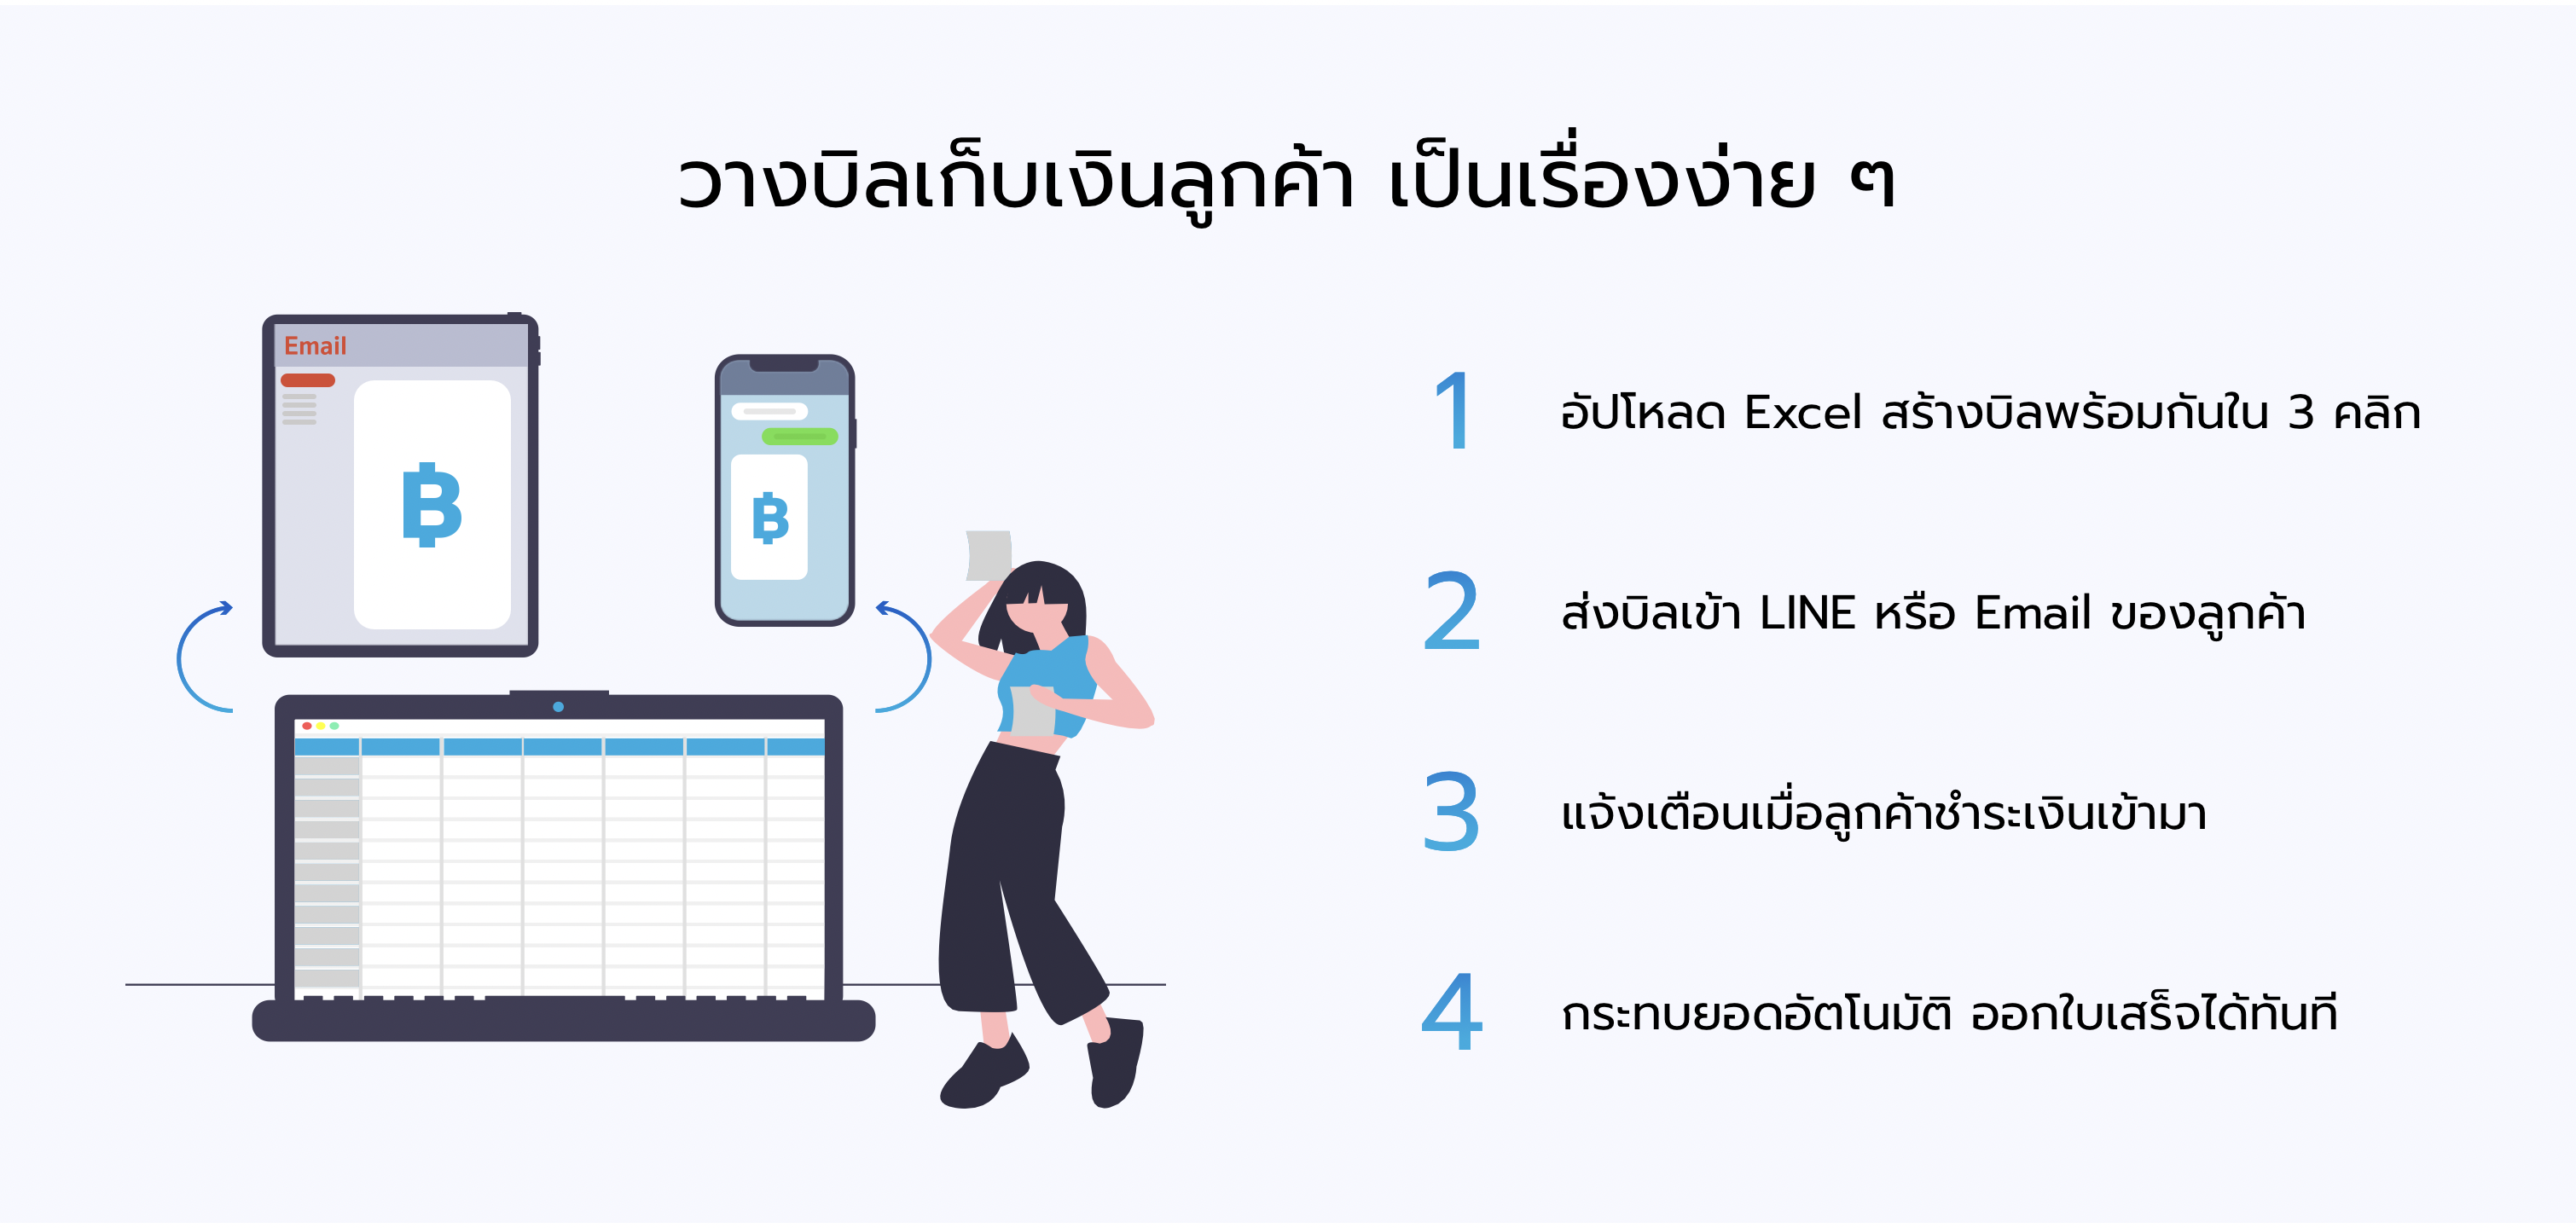 วางบิลเก็บเงินลูกค้า เป็นเรื่องง่าย ๆ
Email
฿
฿
1 อัปโหลด Excel สร้างบิลพร้อมกันใน 3 คลิก
2 ส่งบิลเข้า LINE หรือ Email ของลูกค้า
3 แจ้งเตือนเมื่อลูกค้าชำระเงินเข้ามา
4 กระทบยอดอัตโนมัติ ออกใบเสร็จได้ทันที